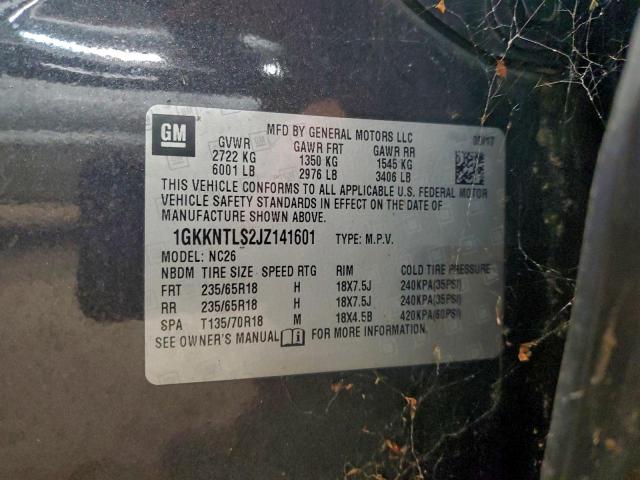 GM
MFD BY GENERAL MOTORS LLC
GVWR GAWR FRT GAWR RR
2722 KG 1350 KG 1545 KG
6001 LB 2976 LB 3406 LB
THIS VEHICLE CONFORMS TO ALL APPLICABLE U.S. FEDERAL MOTOR
VEHICLE SAFETY STANDARDS IN EFFECT ON THE DATE OF
MANUFACTURE SHOWN ABOVE.
1GKKNTLS2JZ141601 TYPE: M.P.V.
MODEL: NC26
NBDM TIRE SIZE SPEED RTG RIM COLD TIRE PRESSURE
FRT 235/65R18 H 18X7.5J 240KPA(35PSI)
RR 235/65R18 H 18X7.5J 240KPA(35PSI)
SPA T135/70R18 M 18X4.5B 420KPA(60PSI)
SEE OWNER'S MANUAL FOR MORE INFORMATION.